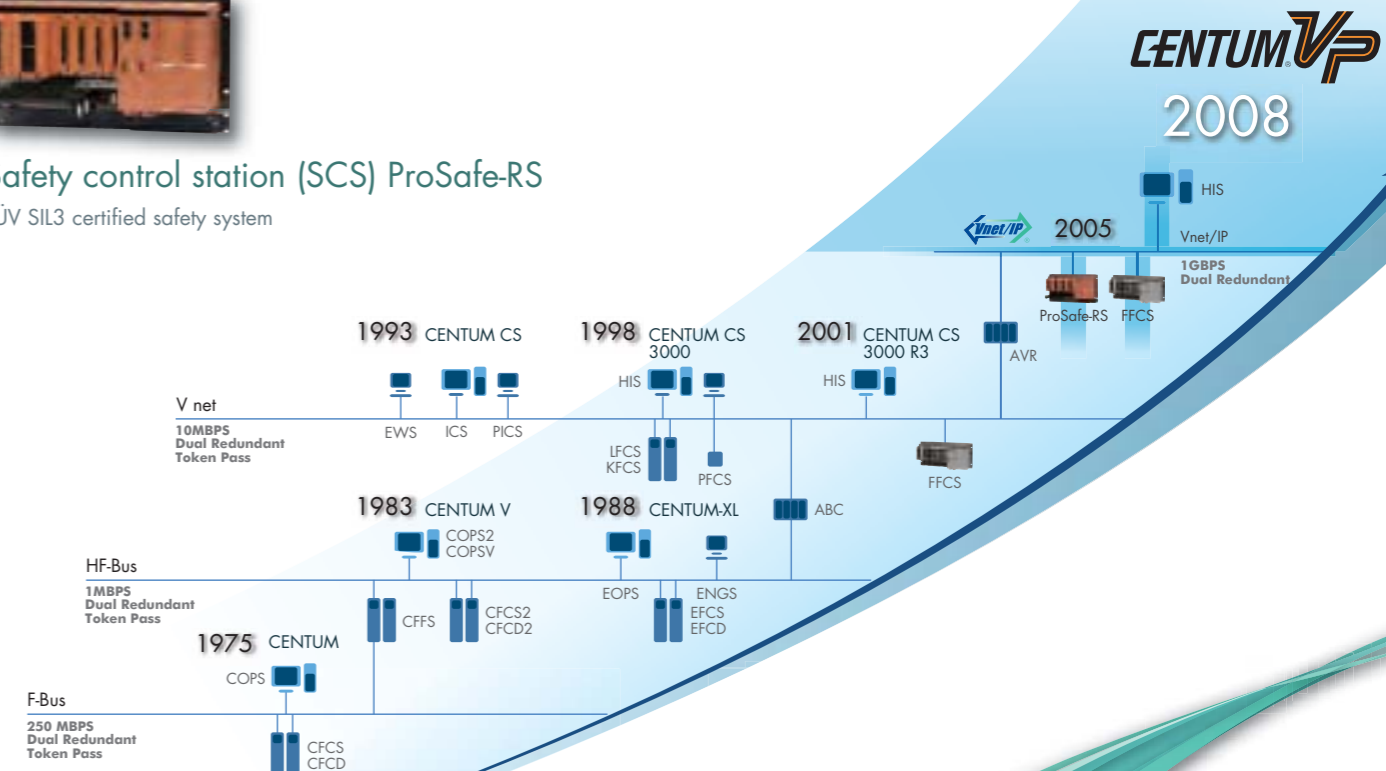 CENTUM VP
2008
afety control station (SCS) ProSafe-RS
ÜV SIL3 certified safety system
HIS
Vnet/IP
2005
Vnet/IP
1GBPS
Dual Redundant
ProSafe-RS
FFCS
1993 CENTUM CS
1998 CENTUM CS
3000
2001 CENTUM CS
3000 R3
AVR
HIS
HIS
V net
10MBPS
Dual Redundant
Token Pass
EWS
ICS
PICS
LFCS
KFCS
PFCS
FFCS
1983 CENTUM V
1988 CENTUM-XL
ABC
COPS2
COPSV
HF-Bus
1MBPS
Dual Redundant
Token Pass
EOPS
ENGS
CFFS
CFCS2
CFCD2
EFCS
EFCD
1975 CENTUM
COPS
F-Bus
250 MBPS
Dual Redundant
Token Pass
CFCS
CFCD